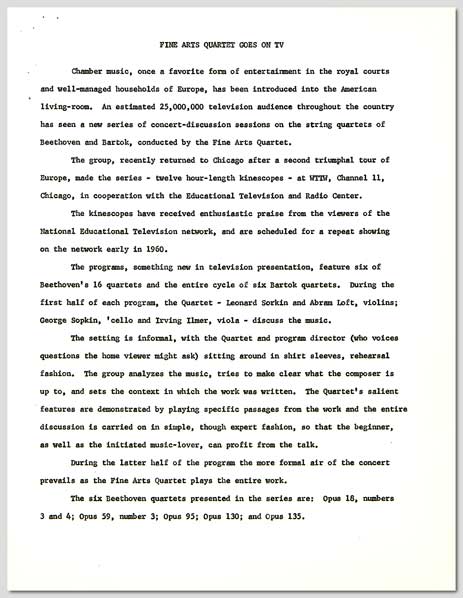 FINE ARTS QUARTET GOES ON TV
Chamber music, once a favorite form of entertainment in the royal courts
and well-managed households of Europe, has been introduced into the American
living-room. An estimated 25,000,000 television audience throughout the country
has seen a new series of concert-discussion sessions on the string quartets of
Beethoven and Bartok, conducted by the Fine Arts Quartet.
The group, recently returned to Chicago after a second triumphal tour of
Europe, made the series - twelve hour-length kinescopes - at WTTW, Channel 11,
Chicago, in cooperation with the Educational Television and Radio Center.
The kinescopes have received enthusiastic praise from the viewers of the
National Educational Television network, and are scheduled for a repeat showing
on the network early in 1960.
The programs, something new in television presentation, feature six of
Beethoven's 16 quartets and the entire cycle of six Bartok quartets. During the
first half of each program, the Quartet - Leonard Sorkin and Abram Loft, violins;
George Sopkin, 'cello and Irving Ilmer, viola - discuss the music.
The setting is informal, with the Quartet and program director (who voices
questions the home viewer might ask) sitting around in shirt sleeves, rehearsal
fashion. The group analyzes the music, tries to make clear what the composer is
up to, and sets the context in which the work was written. The Quartet's salient
features are demonstrated by playing specific passages from the work and the entire
discussion is carried on in simple, though expert fashion, so that the beginner,
as well as the initiated music-lover, can profit from the talk.
During the latter half of the program the more formal air of the concert
prevails as the Fine Arts Quartet plays the entire work.
The six Beethoven quartets presented in the series are: Opus 18, numbers
3 and 4; Opus 59, number 3; Opus 95; Opus 130; and Opus 135.